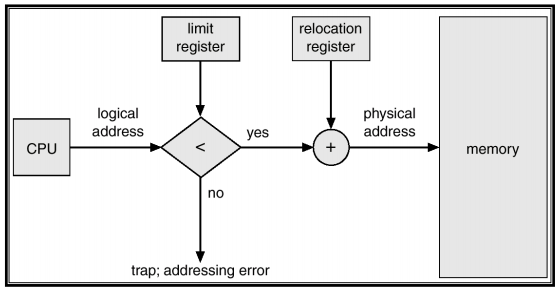 limit
register
relocation
register
logical
address
yes
physical
address
CPU
<
+
memory
no
trap; addressing error